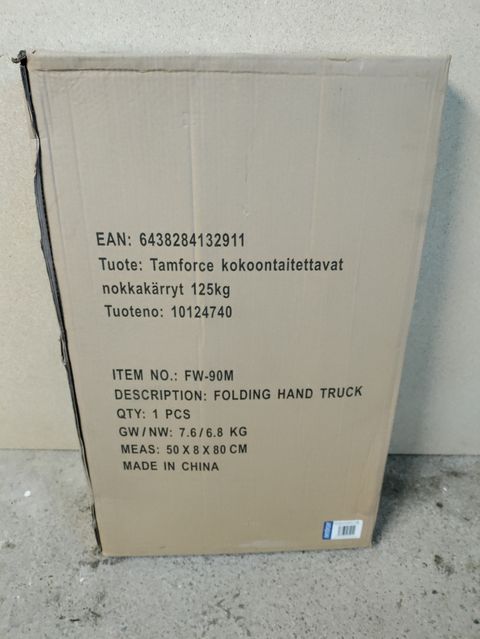 EAN: 6438284132911
Tuote: Tamforce kokoontaitettavat
nokkakärryt 125kg
Tuoteno: 10124740
ITEM NO.: FW-90M
DESCRIPTION: FOLDING HAND TRUCK
QTY: 1 PCS
GW/NW: 7.6/6.8 KG
MEAS: 50 X 8 X 80 CM
MADE IN CHINA